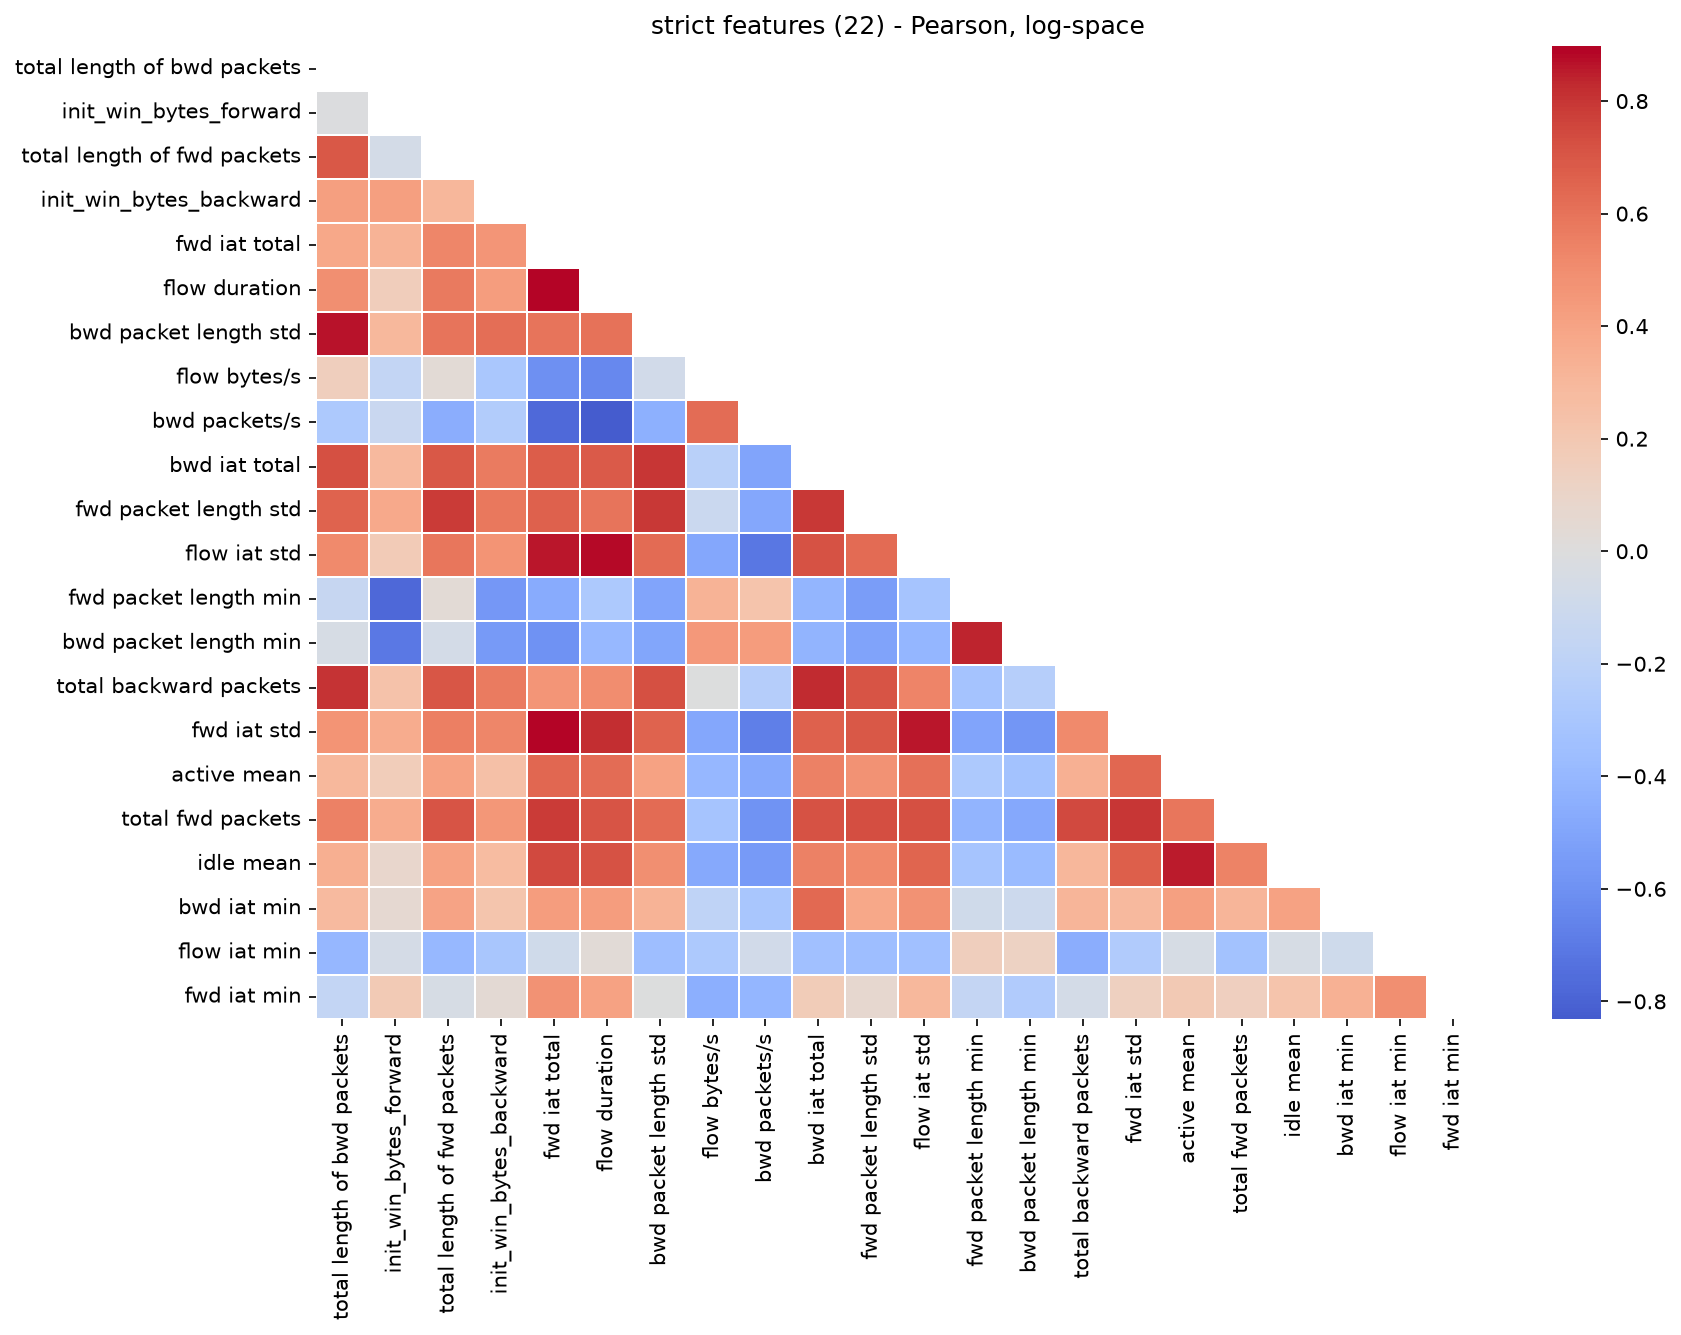 strict features (22) - Pearson, log-space
total length of bwd packets
init_win_bytes_forward
total length of fwd packets
init_win_bytes_backward
fwd iat total
flow duration
bwd packet length std
flow bytes/s
bwd packets/s
bwd iat total
fwd packet length std
flow iat std
fwd packet length min
bwd packet length min
total backward packets
fwd iat std
active mean
total fwd packets
idle mean
bwd iat min
flow iat min
fwd iat min
total length of bwd packets
init_win_bytes_forward
total length of fwd packets
init_win_bytes_backward
fwd iat total
flow duration
bwd packet length std
flow bytes/s
bwd packets/s
bwd iat total
fwd packet length std
flow iat std
fwd packet length min
bwd packet length min
total backward packets
fwd iat std
active mean
total fwd packets
idle mean
bwd iat min
flow iat min
fwd iat min
0.8
0.6
0.4
0.2
0.0
−0.2
−0.4
−0.6
−0.8